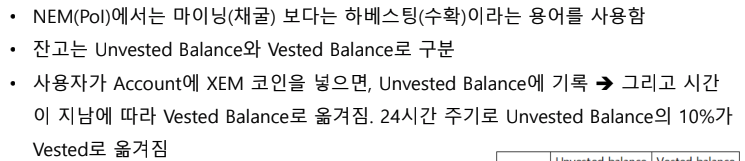 • NEM(PoI)에서는 마이닝(채굴) 보다는 하베스팅(수확)이라는 용어를 사용함
• 잔고는 Unvested Balance와 Vested Balance로 구분
• 사용자가 Account에 XEM 코인을 넣으면, Unvested Balance에 기록 ➔ 그리고 시간
이 지남에 따라 Vested Balance로 옮겨짐. 24시간 주기로 Unvested Balance의 10%가
Vested로 옮겨짐
Unvested balance Vested balance